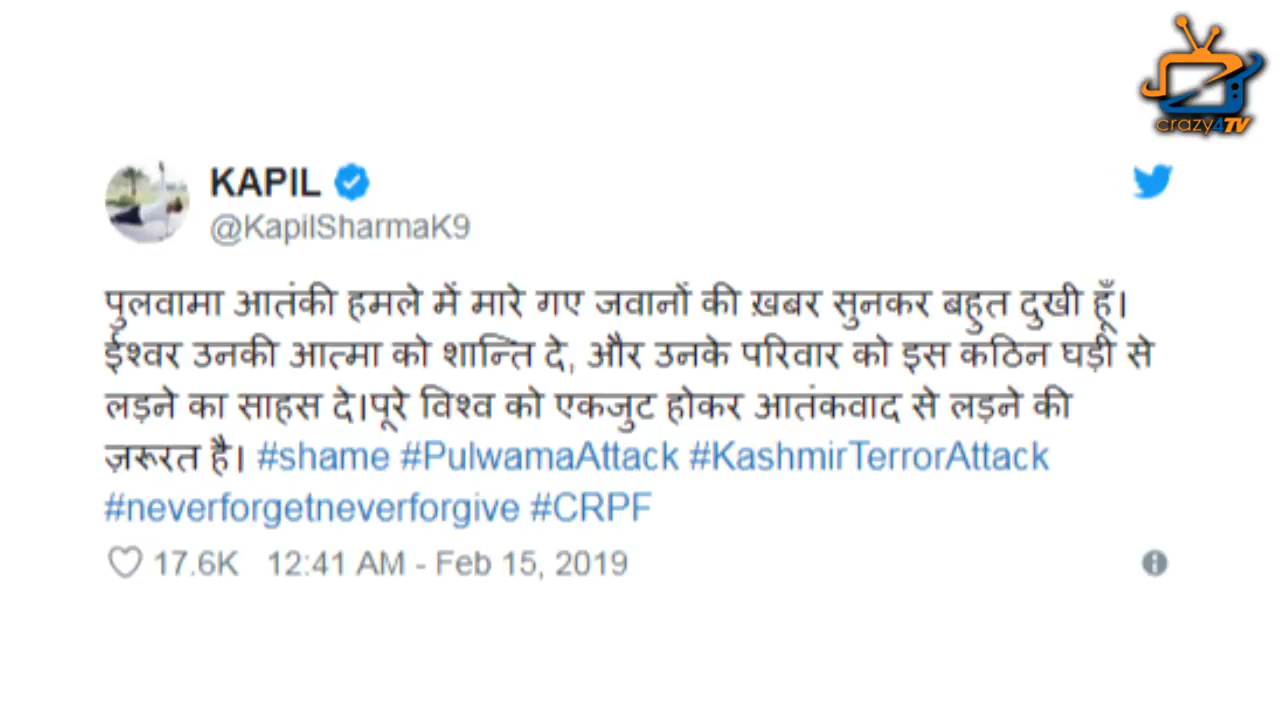 crazy4TV
KAPIL
@KapilSharmaK9
पुलवामा आतंकी हमले में मारे गए जवानों की ख़बर सुनकर बहुत दुखी हूँ।
ईश्वर उनकी आत्मा को शान्ति दे, और उनके परिवार को इस कठिन घड़ी से
लड़ने का साहस दे।पूरे विश्व को एकजुट होकर आतंकवाद से लड़ने की
ज़रूरत है। #shame #PulwamaAttack #KashmirTerrorAttack
#neverforgetneverforgive #CRPF
17.6K 12:41 AM - Feb 15, 2019